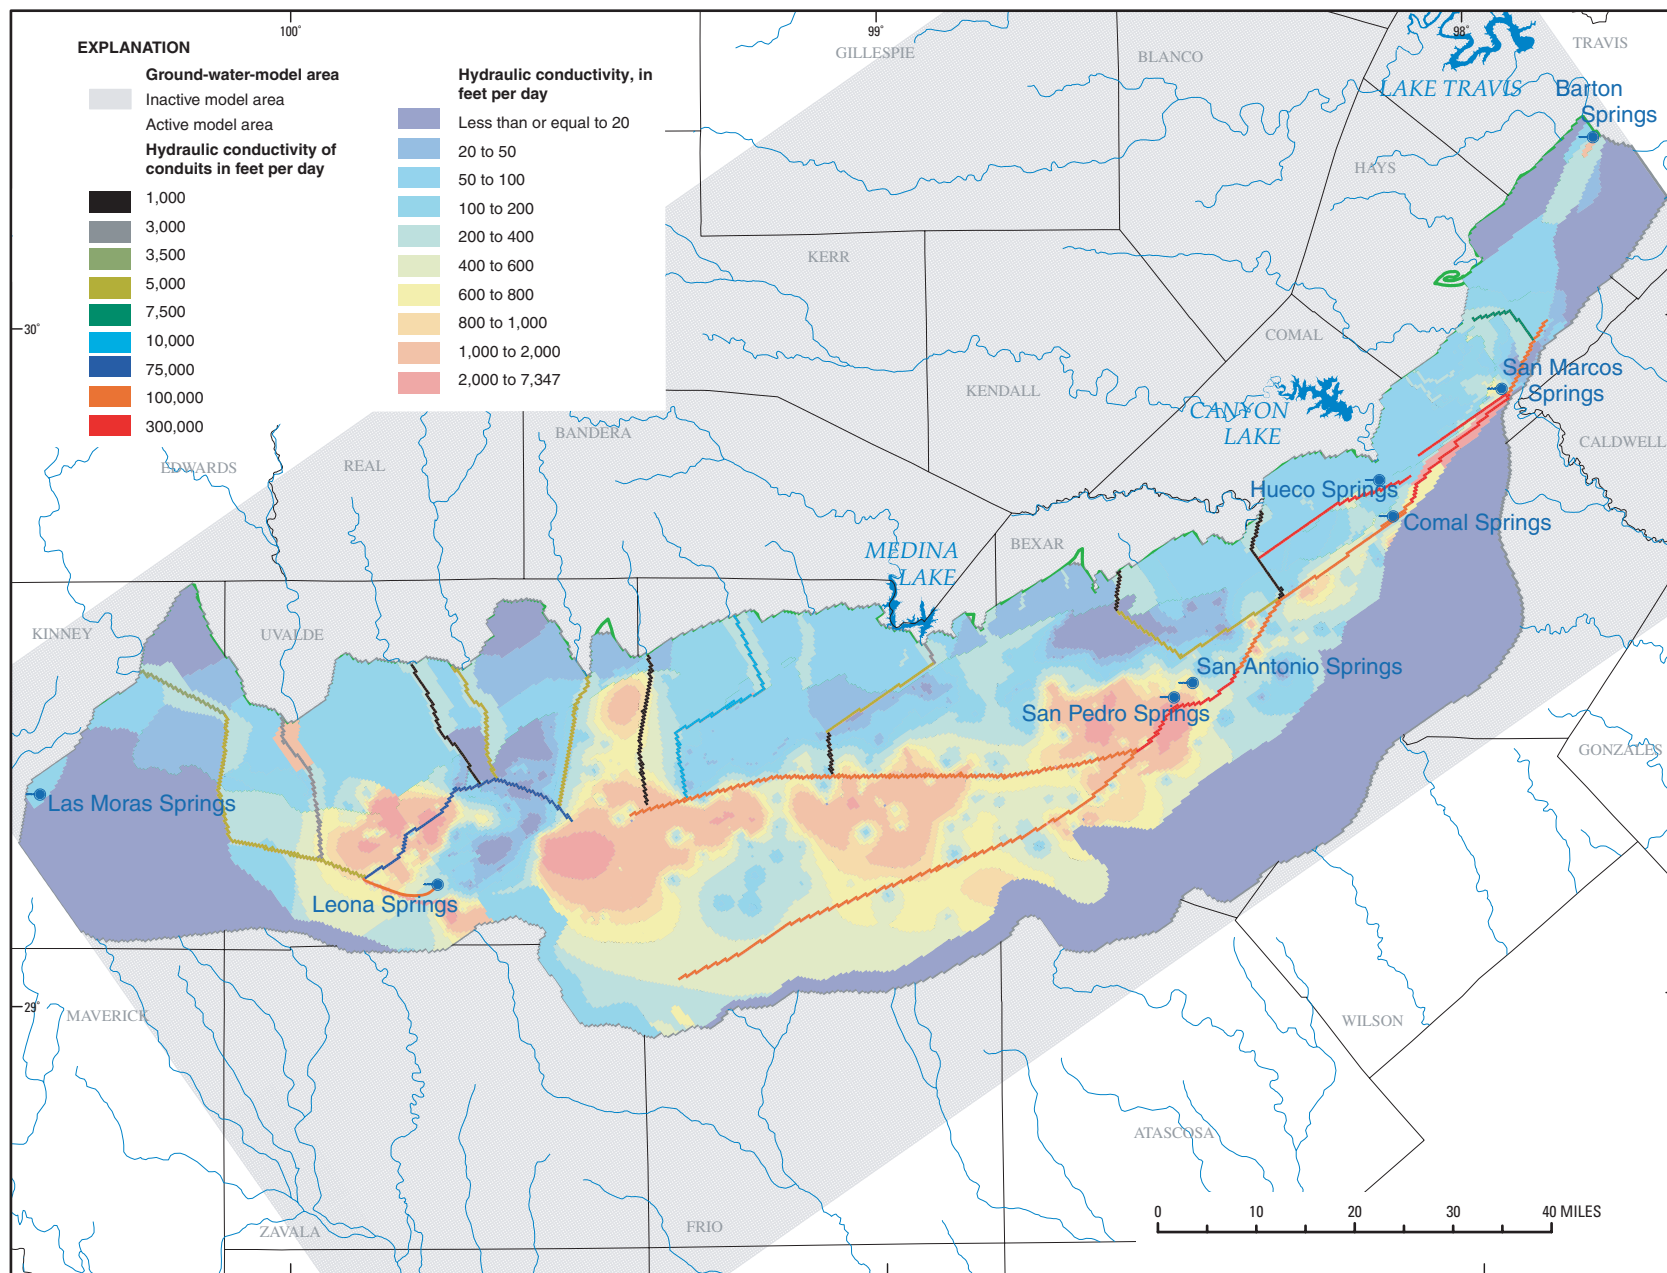 100°
99°
98°
EXPLANATION
Ground-water-model area
Inactive model area
Active model area
Hydraulic conductivity of
conduits in feet per day
1,000
3,000
3,500
5,000
7,500
10,000
75,000
100,000
300,000
Hydraulic conductivity, in
feet per day
Less than or equal to 20
20 to 50
50 to 100
100 to 200
200 to 400
400 to 600
600 to 800
800 to 1,000
1,000 to 2,000
2,000 to 7,347
GILLESPIE
BLANCO
TRAVIS
LAKE TRAVIS
Barton
Springs
HAYS
KERR
30°
COMAL
KENDALL
San Marcos
Springs
CANYON
LAKE
BANDERA
CALDWELL
EDWARDS
REAL
Hueco Springs
Comal Springs
BEXAR
MEDINA
LAKE
KINNEY
UVALDE
San Antonio Springs
San Pedro Springs
GONZALES
Las Moras Springs
Leona Springs
29°
MAVERICK
WILSON
ATASCOSA
ZAVALA
FRIO
0 10 20 30 40 MILES